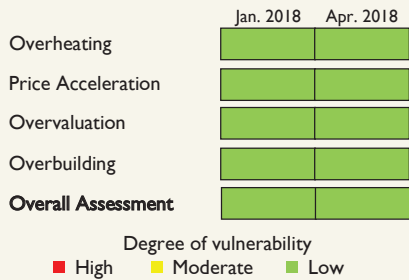 Jan. 2018 Apr. 2018
Overheating
Price Acceleration
Overvaluation
Overbuilding
Overall Assessment
Degree of vulnerability
High Moderate Low